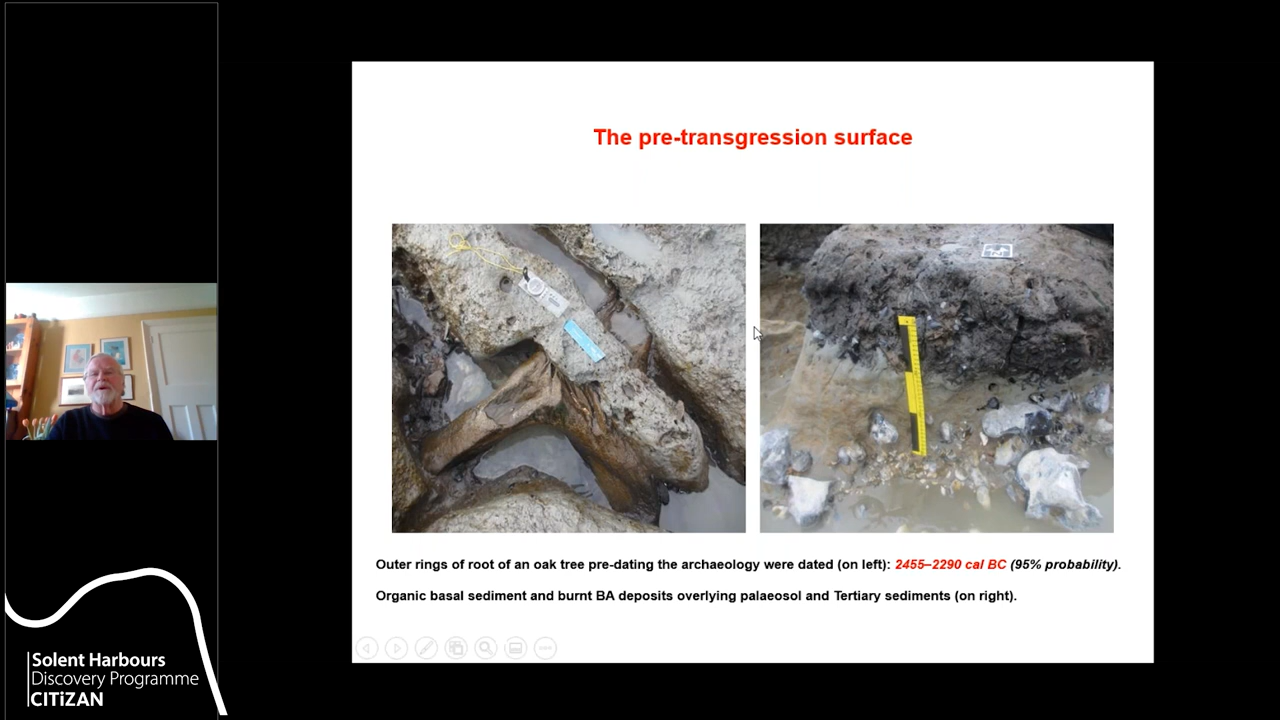 The pre-transgression surface
Outer rings of root of an oak tree pre-dating the archaeology were dated (on left): 2455–2290 cal BC (95% probability).
Organic basal sediment and burnt BA deposits overlying palaeosol and Tertiary sediments (on right).
Solent Harbours
Discovery Programme
CITiZAN